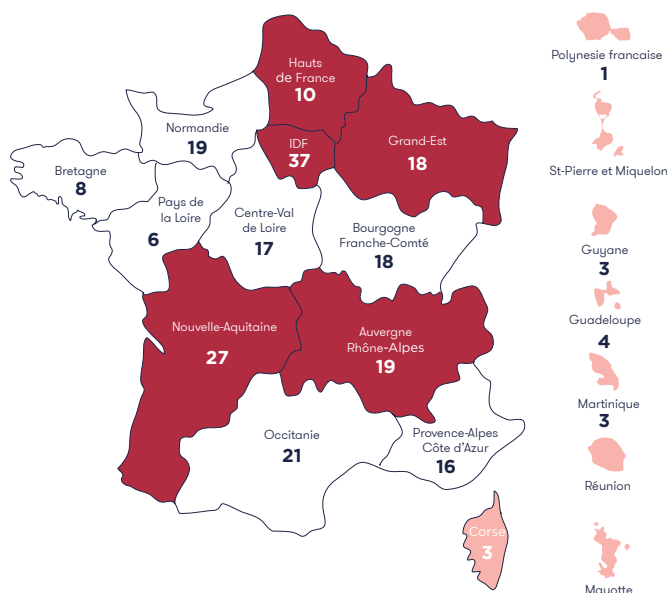 Hauts
de France
10
Normandie
19
IDF
37
Grand-Est
18
Bretagne
8
Pays de
la Loire
6
Centre-Val
de Loire
17
Bourgogne
Franche-Comté
18
Nouvelle-Aquitaine
27
Auvergne
Rhône-Alpes
19
Occitanie
21
Provence-Alpes
Côte d'Azur
16
Corse
3
Polynesie francaise
1
St-Pierre et Miquelon
Guyane
3
Guadeloupe
4
Martinique
3
Réunion
Mayotte